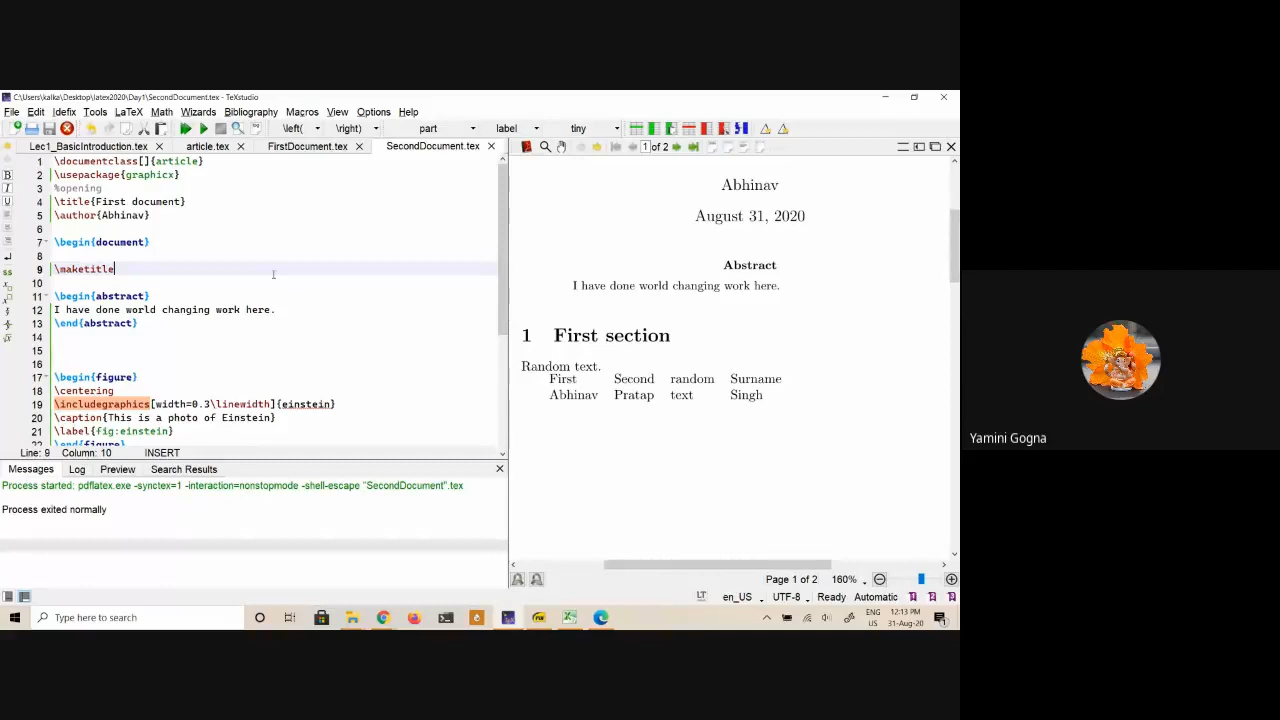 C:\Users\kalka\Desktop\latex2020\Day1\SecondDocument.tex - TeXstudio
File Edit Idefix Tools LaTeX Math Wizards Bibliography Macros View Options Help
\left( \right) part label tiny
1 of 2
Lec1_BasicIntroduction.tex article.tex FirstDocument.tex SecondDocument.tex
1 \documentclass[]{article}
2 \usepackage{graphicx}
3 %opening
4 \title{First document}
5 \author{Abhinav}
6
7 \begin{document}
8
9 \maketitle
10
11 \begin{abstract}
12 I have done world changing work here.
13 \end{abstract}
14
15
16
17 \begin{figure}
18 \centering
19 \includegraphics[width=0.3\linewidth]{einstein}
20 \caption{This is a photo of Einstein}
21 \label{fig:einstein}
22 \end{figure}
Line: 9 Column: 10 INSERT
Messages Log Preview Search Results
Process started: pdflatex.exe -synctex=1 -interaction=nonstopmode -shell-escape "SecondDocument".tex
Process exited normally
Abhinav
August 31, 2020
Abstract
I have done world changing work here.
1 First section
Random text.
First Second random Surname
Abhinav Pratap text Singh
Page 1 of 2 160%
LT en_US UTF-8 Ready Automatic
Type here to search
ENG
US
12:13 PM
31-Aug-20
1
Yamini Gogna